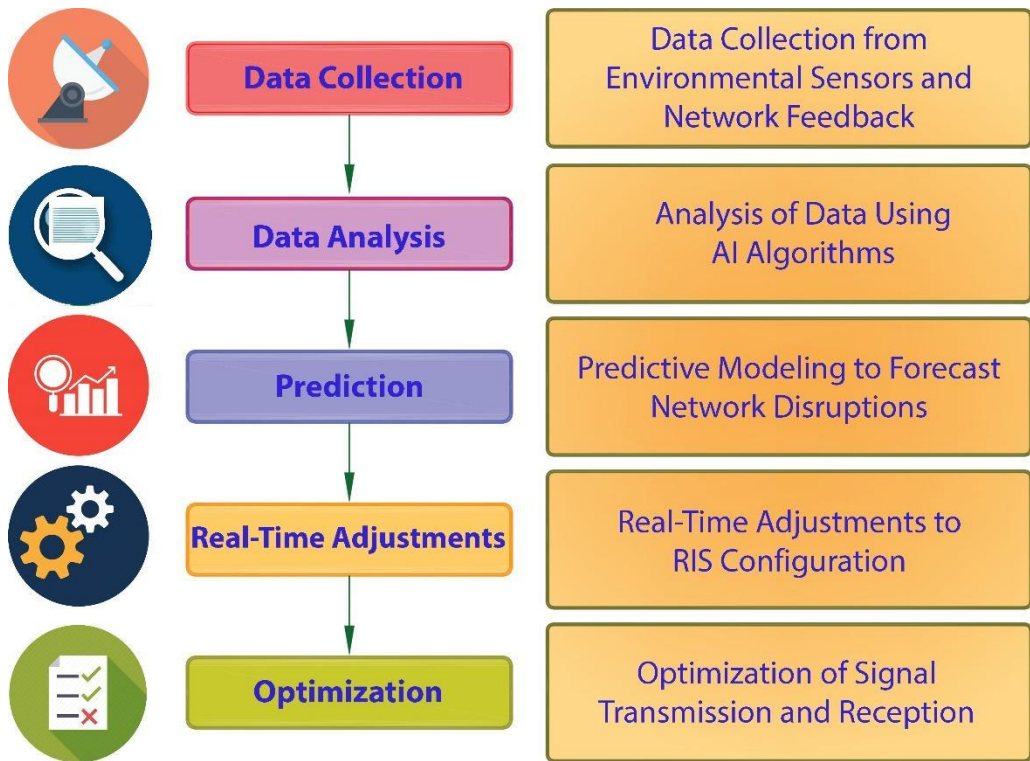 Data Collection
Data Collection from
Environmental Sensors and
Network Feedback
Data Analysis
Analysis of Data Using
AI Algorithms
Prediction
Predictive Modeling to Forecast
Network Disruptions
Real-Time Adjustments
Real-Time Adjustments to
RIS Configuration
Optimization
Optimization of Signal
Transmission and Reception